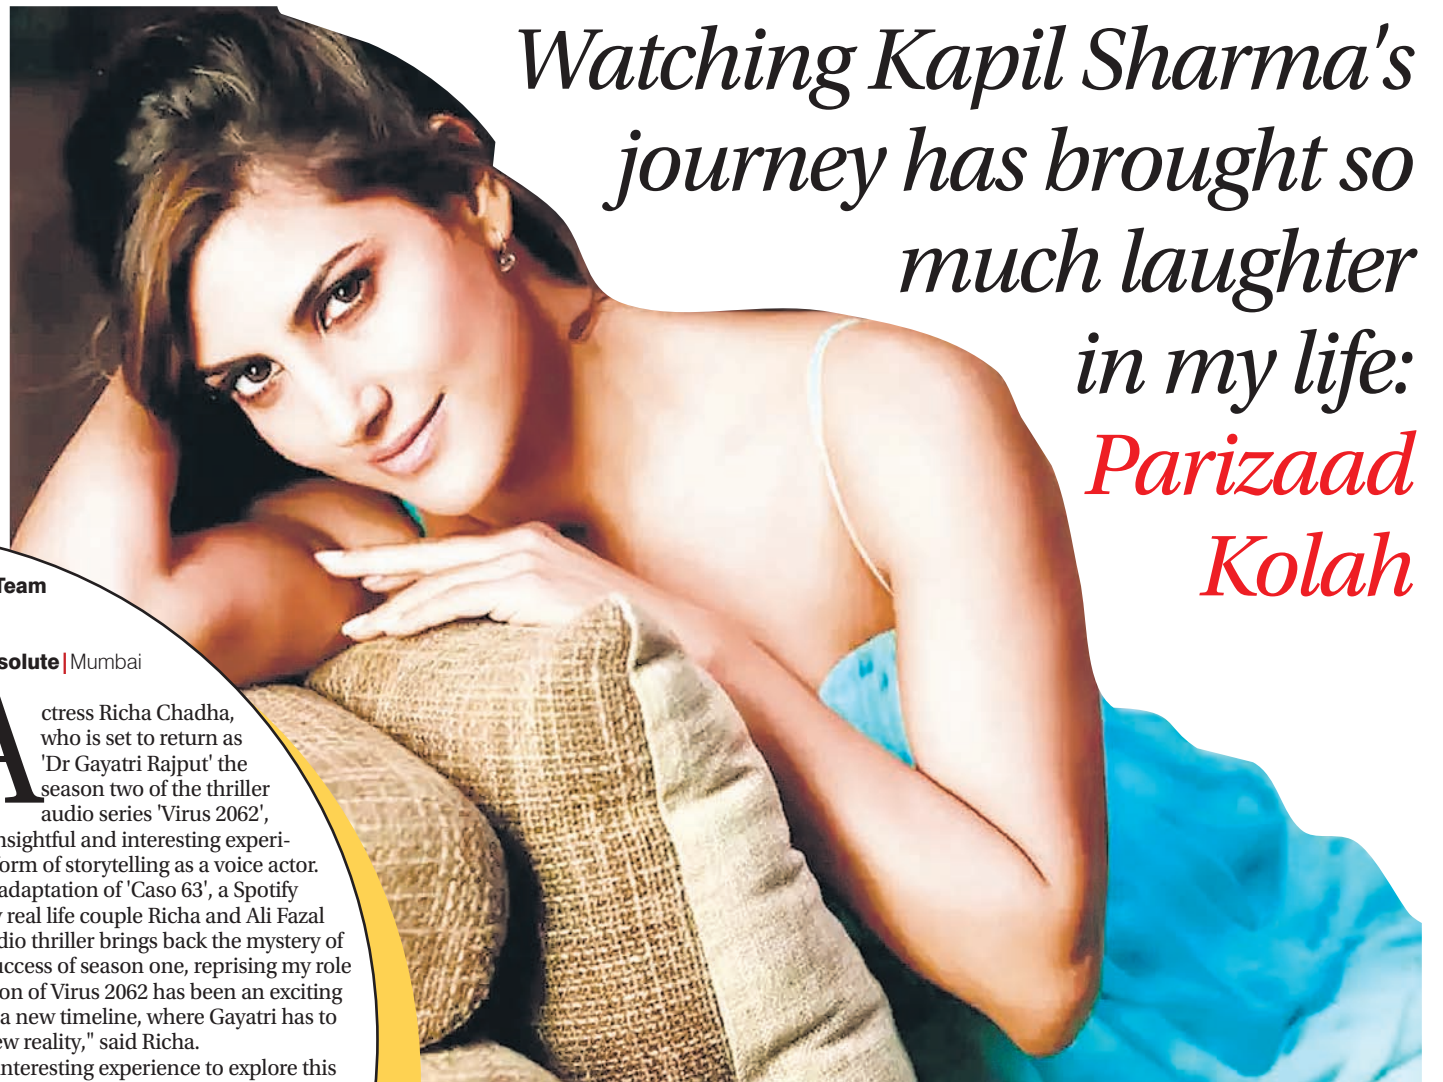 Watching Kapil Sharma's
journey has brought so
much laughter
in my life:
Parizaad
Kolah
Team
solute|Mumbai
Actress Richa Chadha,
who is set to return as
'Dr Gayatri Rajput' the
season two of the thriller
audio series 'Virus 2062',
nsightful and interesting experi-
orm of storytelling as a voice actor.
adaptation of 'Caso 63', a Spotify
y real life couple Richa and Ali Fazal
dio thriller brings back the mystery of
uccess of season one, reprising my role
on of Virus 2062 has been an exciting
a new timeline, where Gayatri has to
ew reality," said Richa.
nteresting experience to explore this